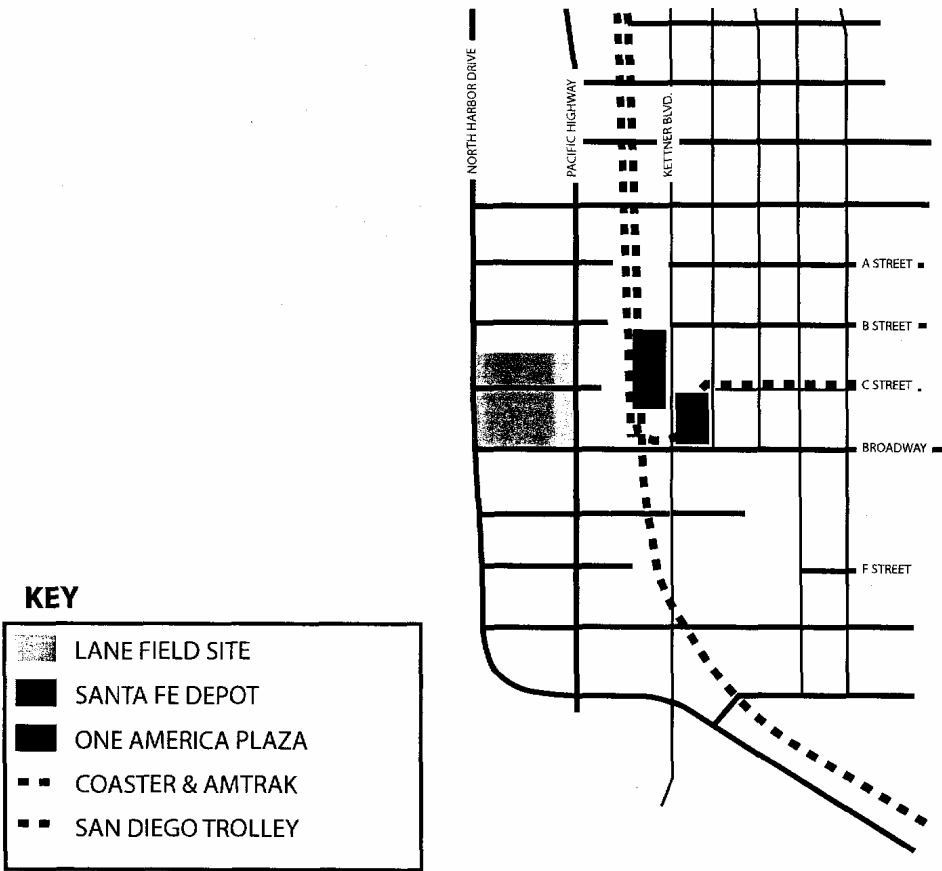 NORTH HARBOR DRIVE
PACIFIC HIGHWAY
KETTNER BLVD.
A STREET
B STREET
C STREET
BROADWAY
F STREET
KEY
LANE FIELD SITE
SANTA FE DEPOT
ONE AMERICA PLAZA
COASTER & AMTRAK
SAN DIEGO TROLLEY